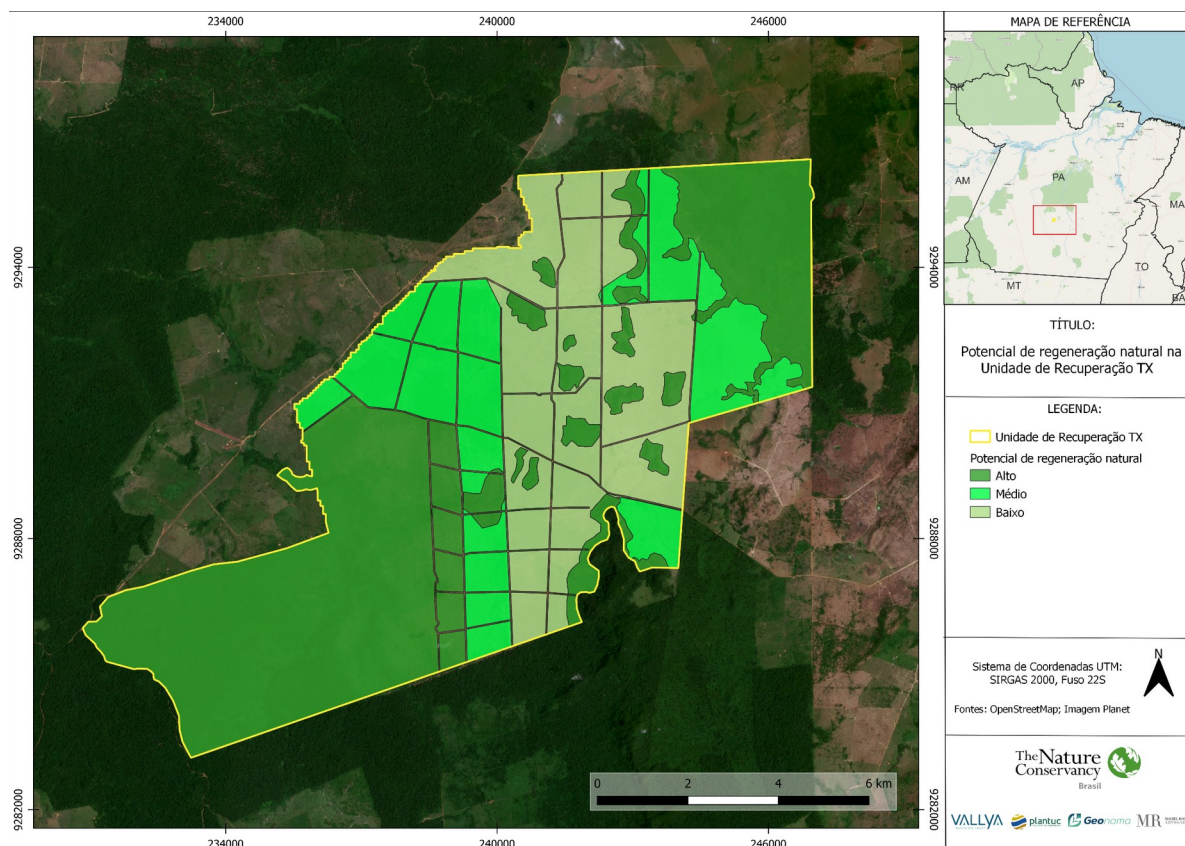 234000
240000
246000
9294000
9288000
9282000
9294000
9288000
9282000
0
2
4
6 km
234000
240000
246000
MAPA DE REFERÊNCIA
RR
AP
AM
PA
MA
TO
MT
BA
TÍTULO:
Potencial de regeneração natural na
Unidade de Recuperação TX
LEGENDA:
Unidade de Recuperação TX
Potencial de regeneração natural
Alto
Médio
Baixo
Sistema de Coordenadas UTM:
SIRGAS 2000, Fuso 22S
N
Fontes: OpenStreetMap; Imagem Planet
The Nature
Conservancy
Brasil
VALLYA
plantuc
Geonoma
MR